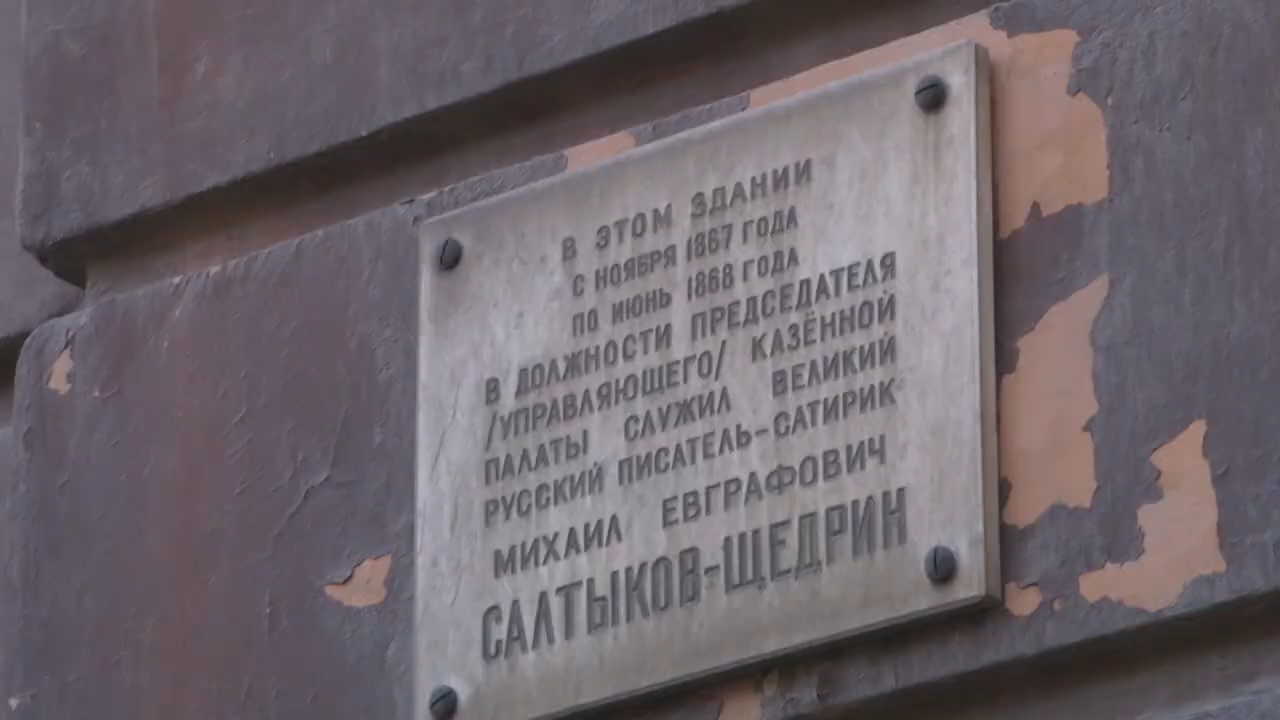 В ЭТОМ ЗДАНИИ
С НОЯБРЯ 1867 ГОДА
ПО ИЮНЬ 1868 ГОДА
В ДОЛЖНОСТИ ПРЕДСЕДАТЕЛЯ
/УПРАВЛЯЮЩЕГО/ КАЗЁННОЙ
ПАЛАТЫ СЛУЖИЛ ВЕЛИКИЙ
РУССКИЙ ПИСАТЕЛЬ-САТИРИК
МИХАИЛ ЕВГРАФОВИЧ
САЛТЫКОВ-ЩЕДРИН